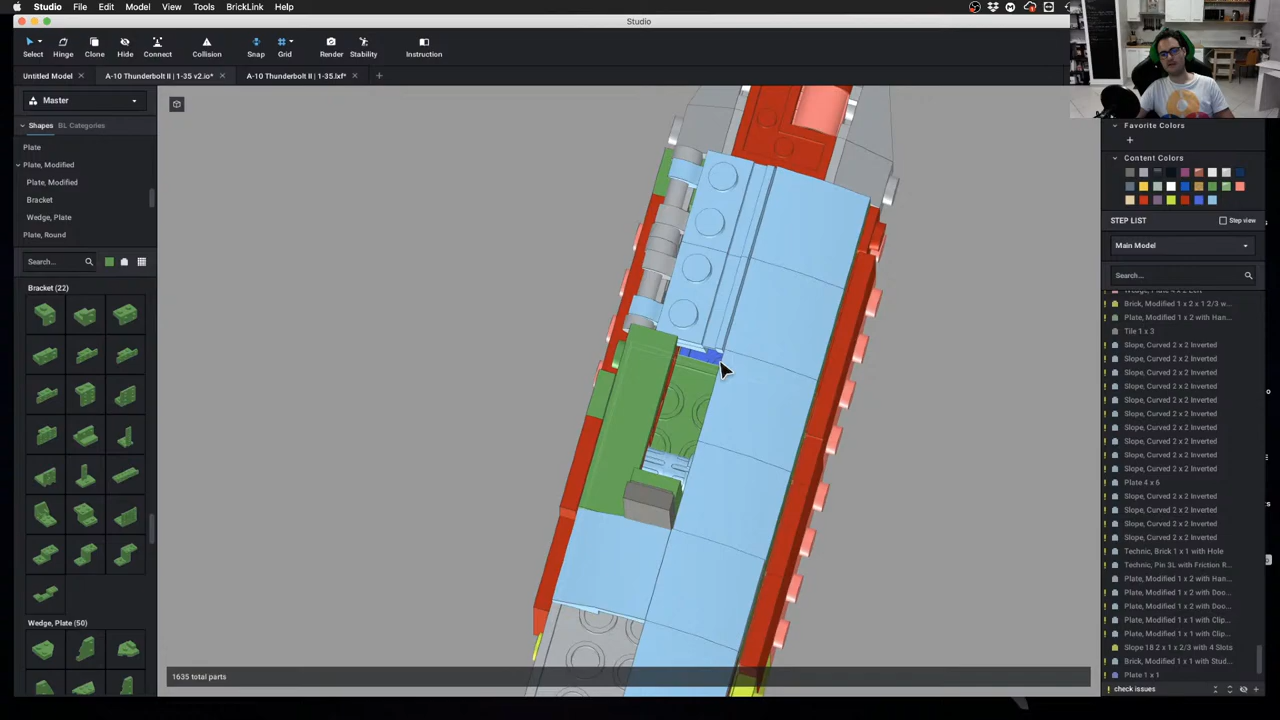 Studio File Edit Model View Tools BrickLink Help
Studio
Select Hinge Clone Hide Connect Collision Snap Grid Render Stability Instruction
Untitled Model A-10 Thunderbolt II | 1-35 v2.io* A-10 Thunderbolt II | 1-35.lxf*
Master
Shapes BL Categories
Plate
Plate, Modified
Plate, Modified
Bracket
Wedge, Plate
Plate, Round
Search...
Bracket (22)
Wedge, Plate (50)
1635 total parts
Favorite Colors
Content Colors
STEP LIST Step view
Main Model
Search...
Wedge, Plate 4 x 2 Left
Brick, Modified 1 x 2 x 1 2/3 w...
Plate, Modified 1 x 2 with Han...
Tile 1 x 3
Slope, Curved 2 x 2 Inverted
Slope, Curved 2 x 2 Inverted
Slope, Curved 2 x 2 Inverted
Slope, Curved 2 x 2 Inverted
Slope, Curved 2 x 2 Inverted
Slope, Curved 2 x 2 Inverted
Slope, Curved 2 x 2 Inverted
Slope, Curved 2 x 2 Inverted
Slope, Curved 2 x 2 Inverted
Slope, Curved 2 x 2 Inverted
Plate 4 x 6
Slope, Curved 2 x 2 Inverted
Slope, Curved 2 x 2 Inverted
Slope, Curved 2 x 2 Inverted
Slope, Curved 2 x 2 Inverted
Technic, Brick 1 x 1 with Hole
Technic, Pin 3L with Friction R...
Plate, Modified 1 x 2 with Han...
Plate, Modified 1 x 2 with Doo...
Plate, Modified 1 x 2 with Doo...
Plate, Modified 1 x 1 with Clip...
Plate, Modified 1 x 1 with Clip...
Slope 18 2 x 1 x 2/3 with 4 Slots
Brick, Modified 1 x 1 with Stud...
Plate 1 x 1
check issues